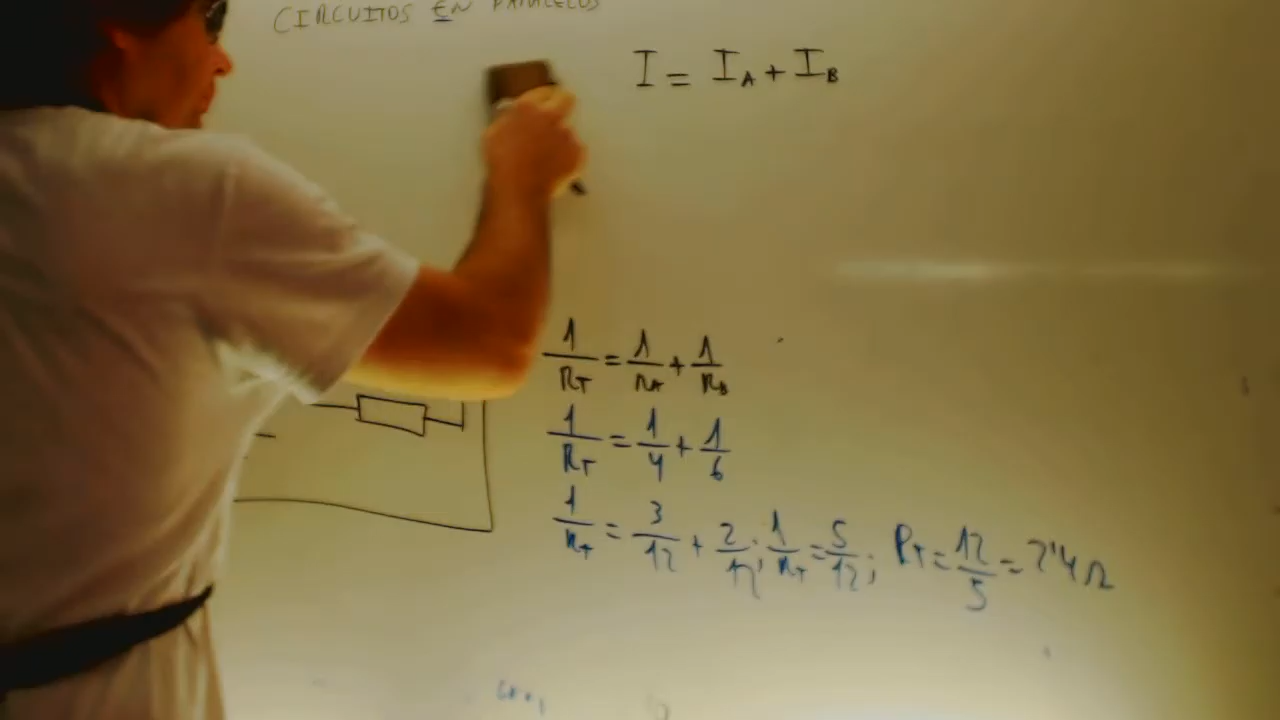 CIRCUITOS EN PARALELOS
I = I_A + I_B
1/R_T = 1/R_A + 1/R_B
1/R_T = 1/4 + 1/6
1/R_T = 3/12 + 2/12; 1/R_T = 5/12; R_T = 12/5 = 2'4 Ω